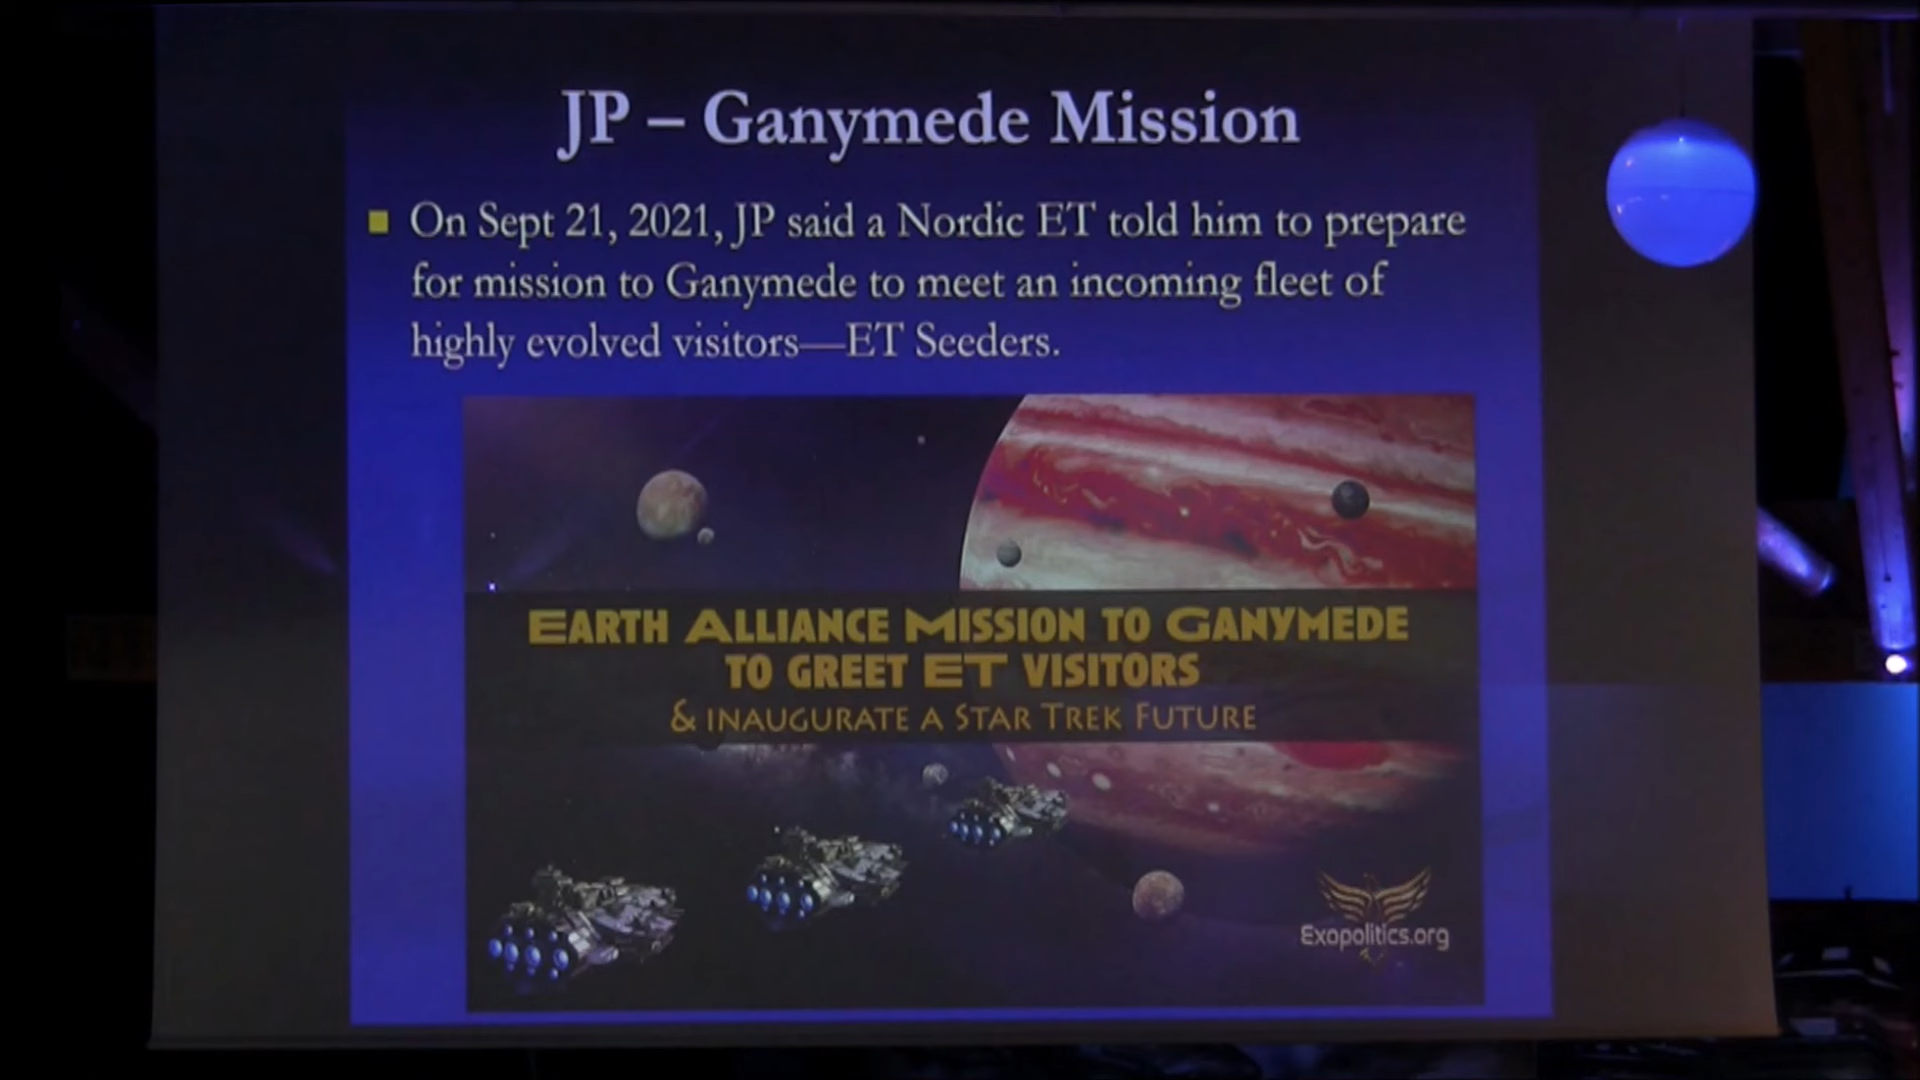 JP – Ganymede Mission
On Sept 21, 2021, JP said a Nordic ET told him to prepare
for mission to Ganymede to meet an incoming fleet of
highly evolved visitors—ET Seeders.
EARTH ALLIANCE MISSION TO GANYMEDE
TO GREET ET VISITORS
& INAUGURATE A STAR TREK FUTURE
Exopolitics.org